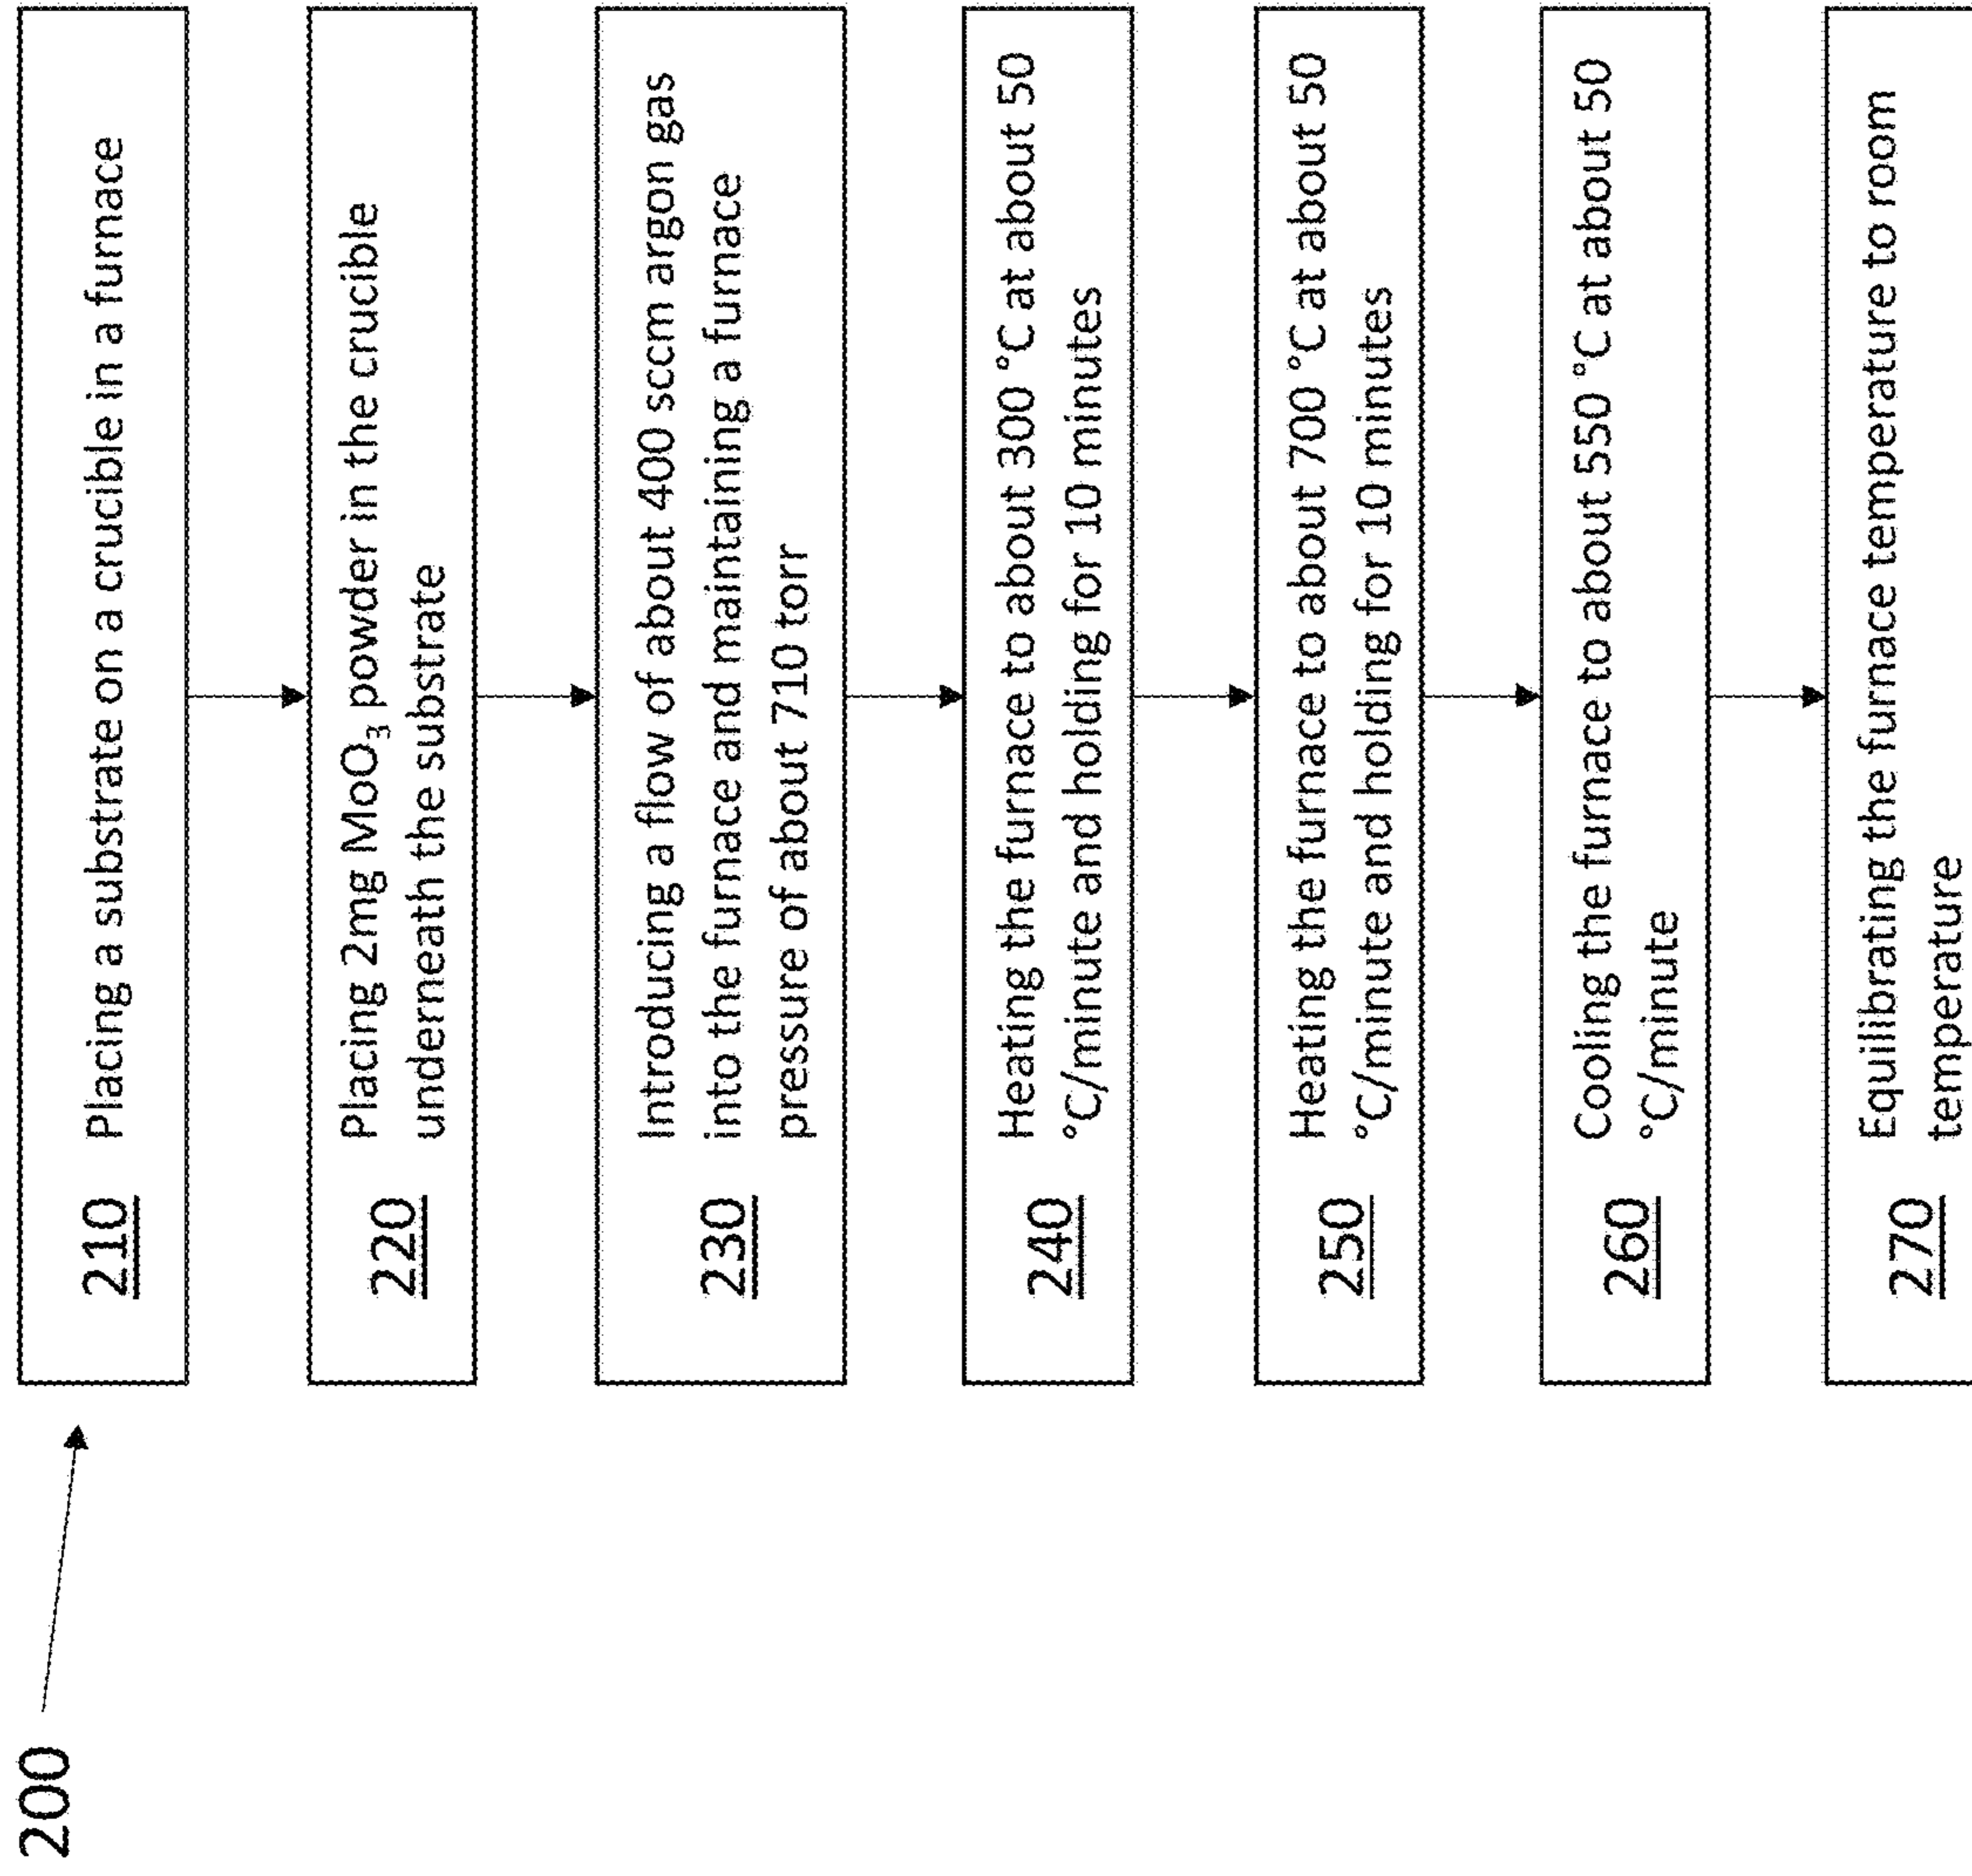 200
210 Placing a substrate on a crucible in a furnace
220 Placing 2mg MoO₃ powder in the crucible
underneath the substrate
230 Introducing a flow of about 400 sccm argon gas
into the furnace and maintaining a furnace
pressure of about 710 torr
240 Heating the furnace to about 300 °C at about 50
°C/minute and holding for 10 minutes
250 Heating the furnace to about 700 °C at about 50
°C/minute and holding for 10 minutes
260 Cooling the furnace to about 550 °C at about 50
°C/minute
270 Equilibrating the furnace temperature to room
temperature